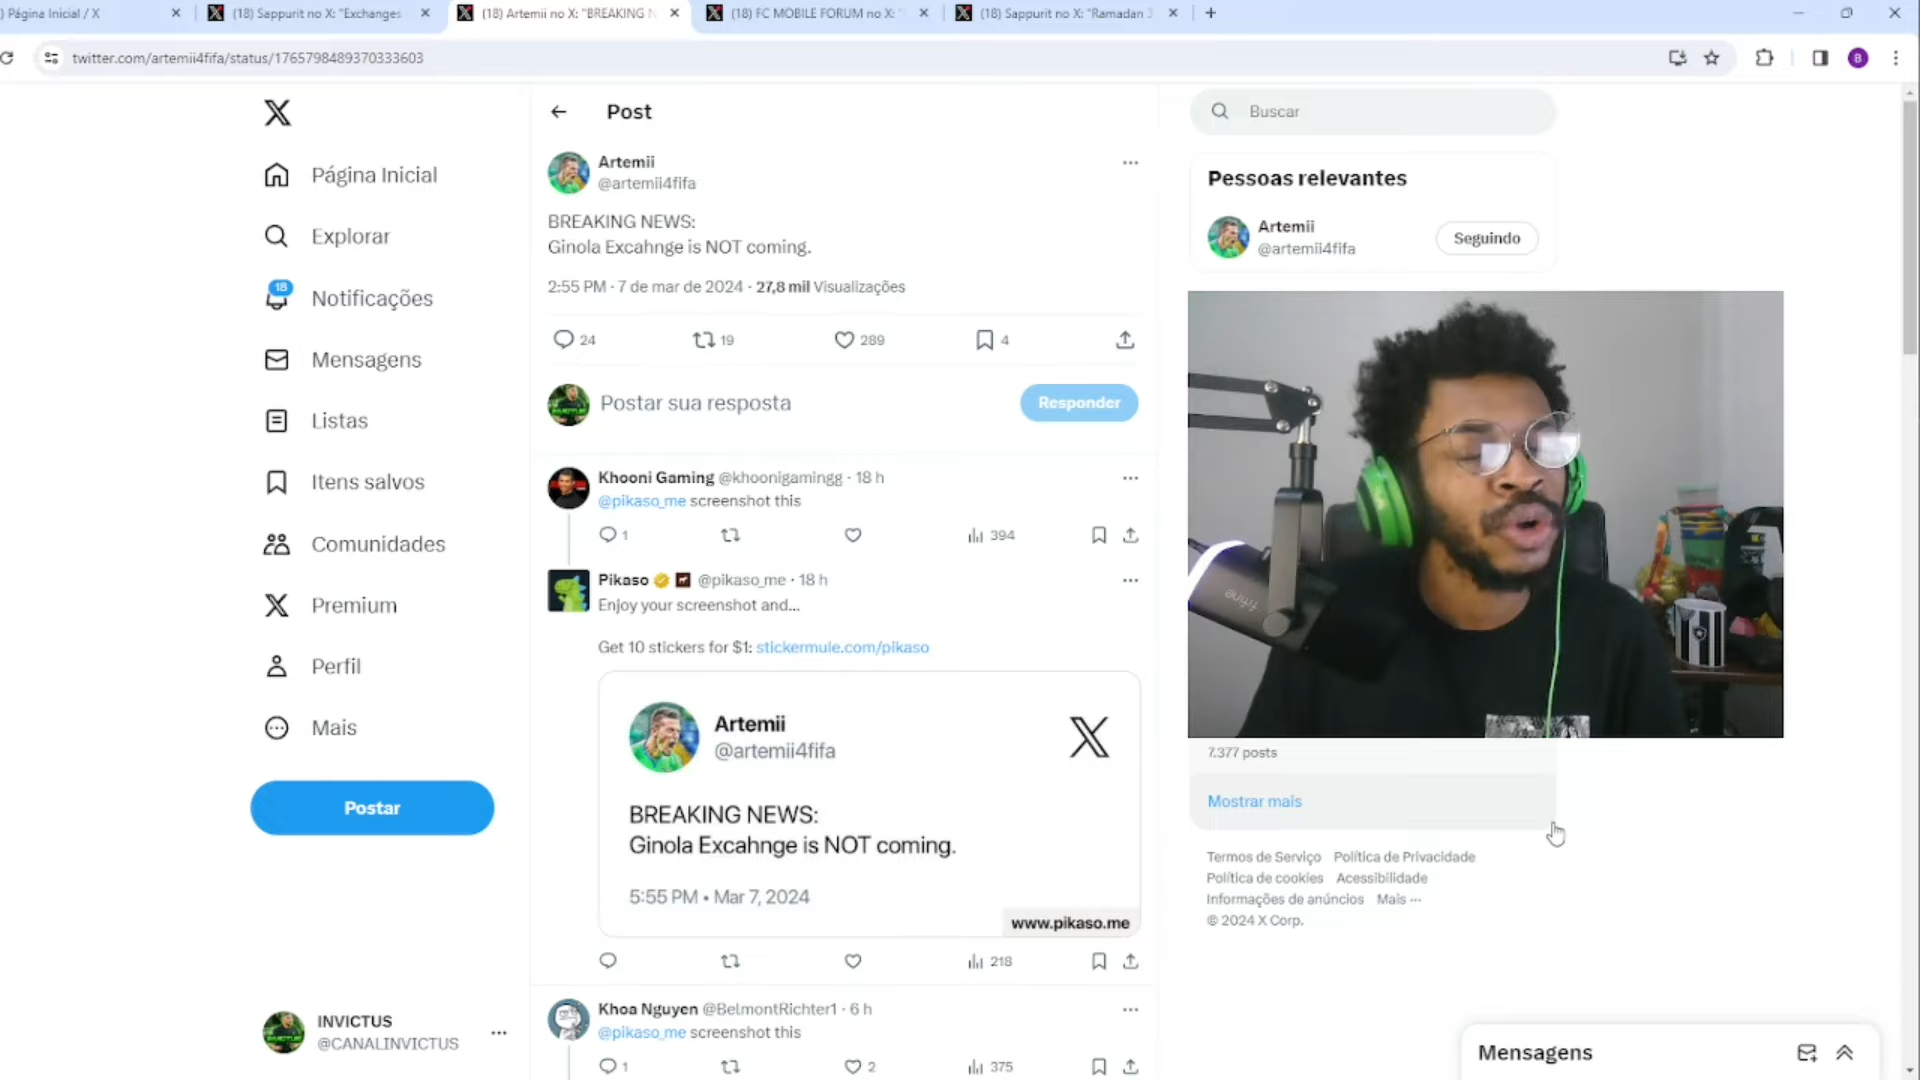 ) Página Inicial / X
(18) Sappurit no X: "Exchanges
(18) Artemii no X: "BREAKING N
(18) FC MOBILE FORUM no X: "
(18) Sappurit no X: "Ramadan 3
twitter.com/artemii4fifa/status/1765798489370333603
B
Post
Buscar
Página Inicial
Explorar
18
Notificações
Mensagens
Listas
Itens salvos
Comunidades
Premium
Perfil
Mais
Postar
INVICTUS
@CANALINVICTUS
Artemii
@artemii4fifa
BREAKING NEWS:
Ginola Excahnge is NOT coming.
2:55 PM · 7 de mar de 2024 · 27,8 mil Visualizações
24 19 289 4
Postar sua resposta
Responder
Khooni Gaming @khoonigamingg · 18 h
@pikaso_me screenshot this
1 394
Pikaso @pikaso_me · 18 h
Enjoy your screenshot and...
Get 10 stickers for $1: stickermule.com/pikaso
Artemii
@artemii4fifa
BREAKING NEWS:
Ginola Excahnge is NOT coming.
5:55 PM • Mar 7, 2024
www.pikaso.me
218
Khoa Nguyen @BelmontRichter1 · 6 h
@pikaso_me screenshot this
1 2 375
Pessoas relevantes
Artemii
@artemii4fifa
Seguindo
fifine
7.377 posts
Mostrar mais
Termos de Serviço Política de Privacidade
Política de cookies Acessibilidade
Informações de anúncios Mais ···
© 2024 X Corp.
Mensagens